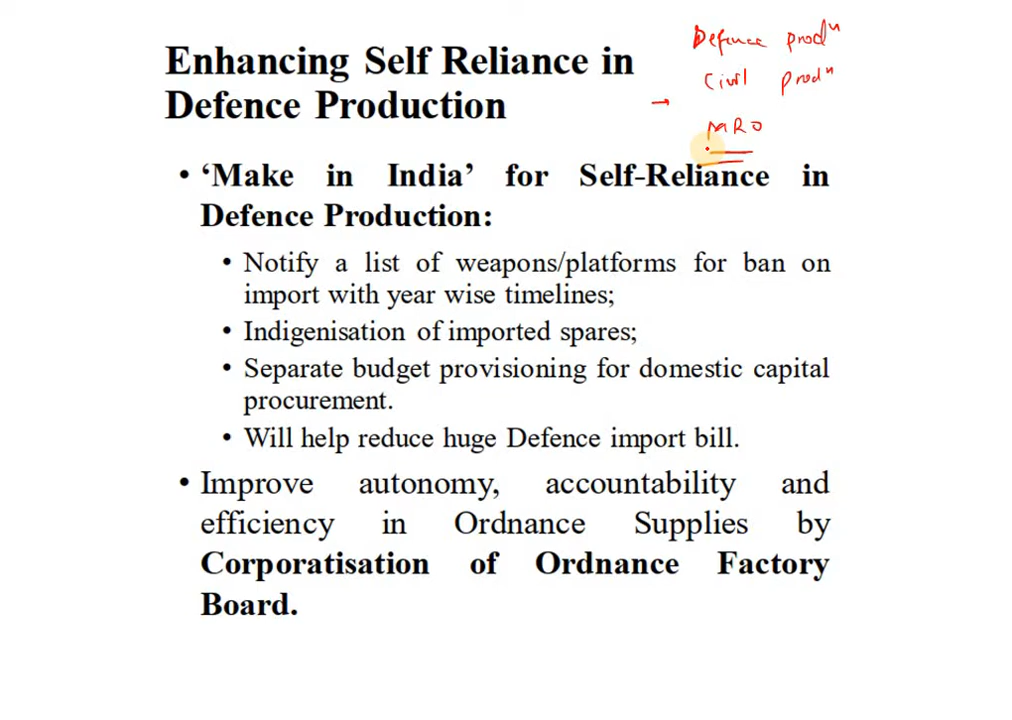 Enhancing Self Reliance in
Defence Production
Defence prodⁿ
Civil prodⁿ
→ MRO
• ‘Make in India’ for Self-Reliance in
Defence Production:
• Notify a list of weapons/platforms for ban on
import with year wise timelines;
• Indigenisation of imported spares;
• Separate budget provisioning for domestic capital
procurement.
• Will help reduce huge Defence import bill.
• Improve autonomy, accountability and
efficiency in Ordnance Supplies by
Corporatisation of Ordnance Factory
Board.